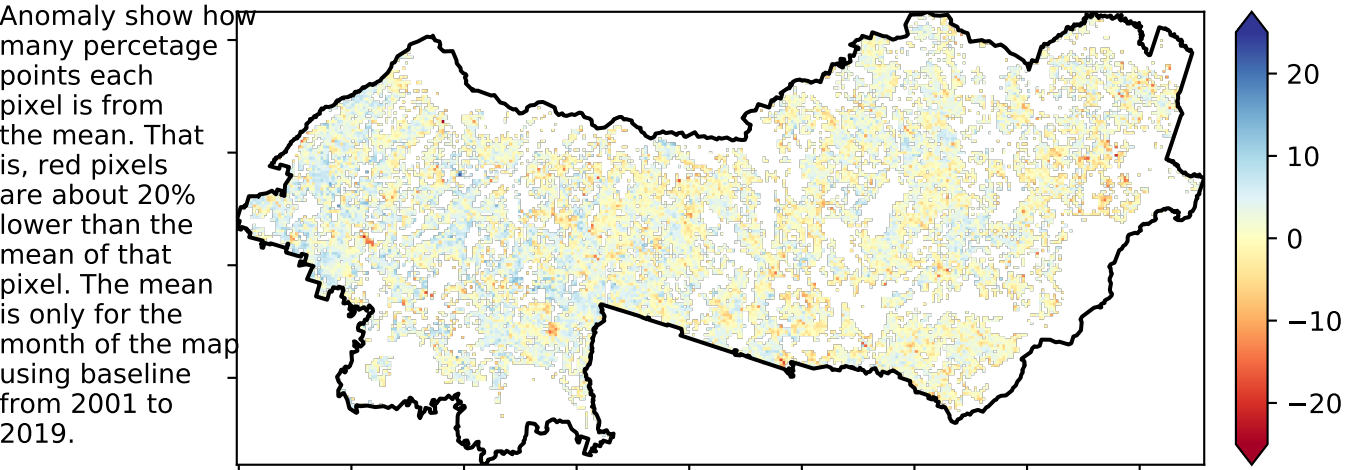 Anomaly show how
many percetage
points each
pixel is from
the mean. That
is, red pixels
are about 20%
lower than the
mean of that
pixel. The mean
is only for the
month of the map
using baseline
from 2001 to
2019.
20
10
0
−10
−20